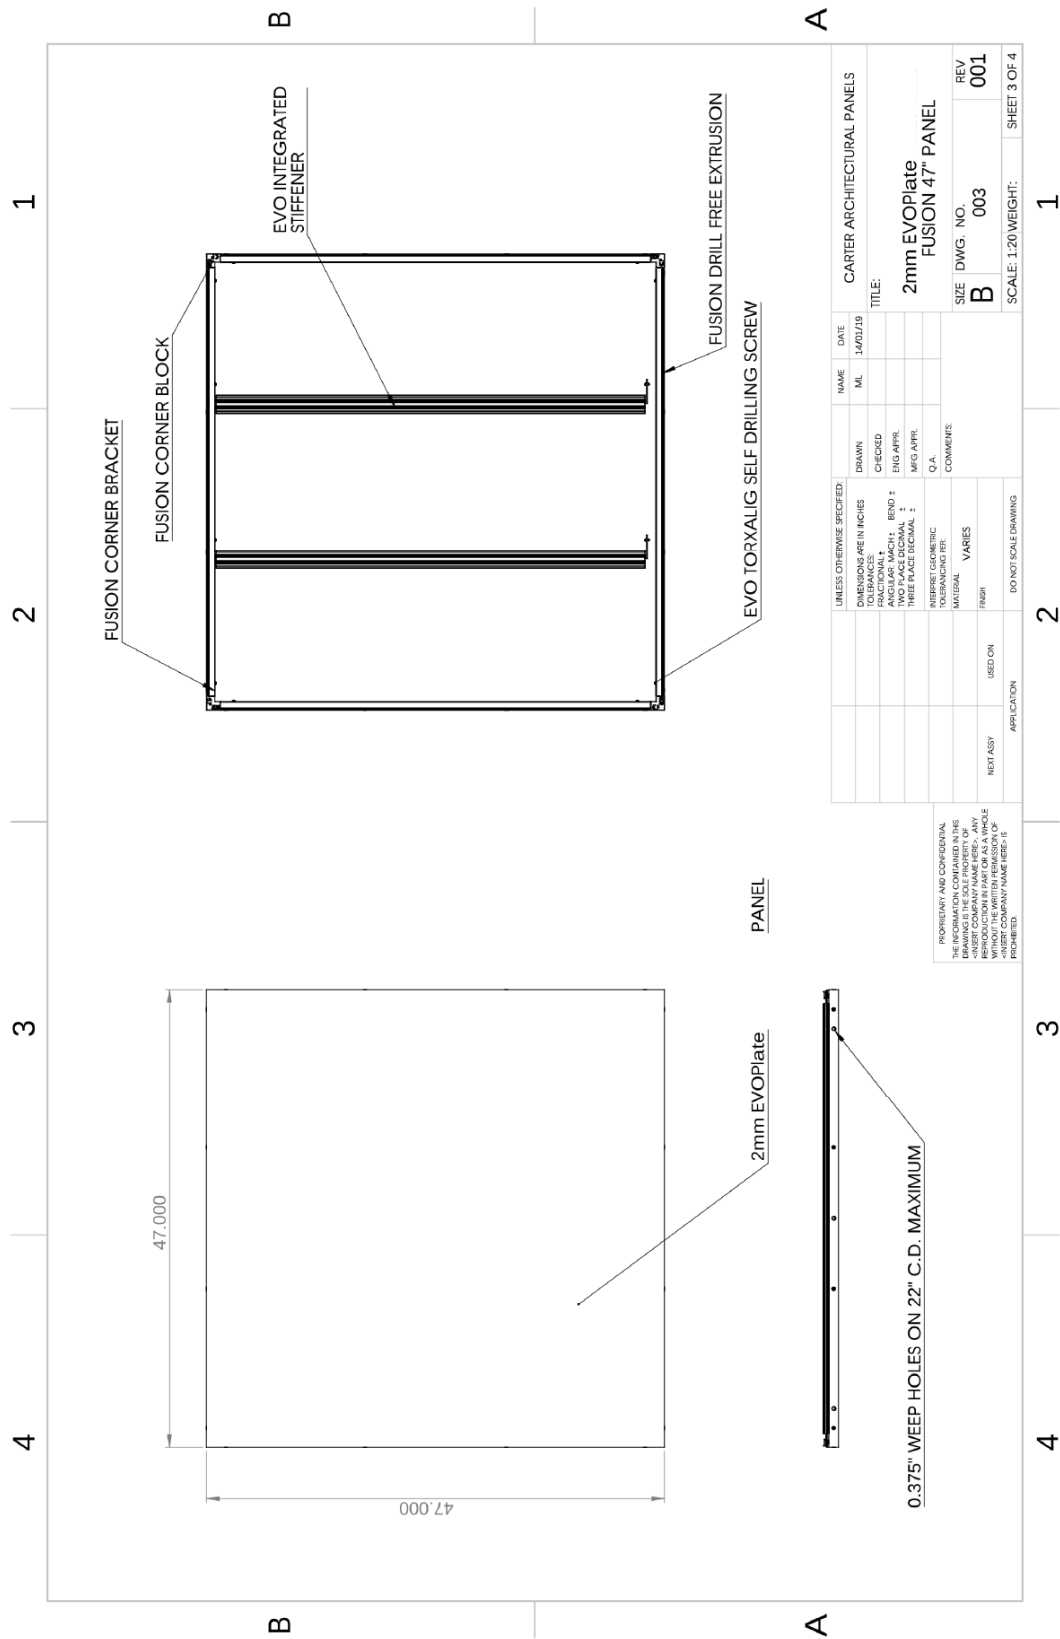 4
3
2
1
B
A
47.000
47.000
2mm EVOPlate
PANEL
0.375" WEEP HOLES ON 22" C.D. MAXIMUM
FUSION CORNER BRACKET
FUSION CORNER BLOCK
EVO INTEGRATED
STIFFENER
FUSION DRILL FREE EXTRUSION
EVO TORXALIG SELF DRILLING SCREW
PROPRIETARY AND CONFIDENTIAL
THE INFORMATION CONTAINED IN THIS
DRAWING IS THE SOLE PROPERTY OF
<INSERT COMPANY NAME HERE>. ANY
REPRODUCTION IN PART OR AS A WHOLE
WITHOUT THE WRITTEN PERMISSION OF
<INSERT COMPANY NAME HERE> IS
PROHIBITED.
NEXT ASSY
USED ON
APPLICATION
UNLESS OTHERWISE SPECIFIED:
DIMENSIONS ARE IN INCHES
TOLERANCES:
FRACTIONAL ±
ANGULAR: MACH ± BEND ±
TWO PLACE DECIMAL ±
THREE PLACE DECIMAL ±
INTERPRET GEOMETRIC
TOLERANCING PER:
MATERIAL
VARIES
FINISH
DO NOT SCALE DRAWING
NAME
DATE
DRAWN
ML
14/01/19
CHECKED
ENG APPR.
MFG APPR.
Q.A.
COMMENTS:
CARTER ARCHITECTURAL PANELS
TITLE:
2mm EVOPlate
FUSION 47" PANEL
SIZE
B
DWG. NO.
003
REV
001
SCALE: 1:20
WEIGHT:
SHEET 3 OF 4
B
A
4
3
2
1